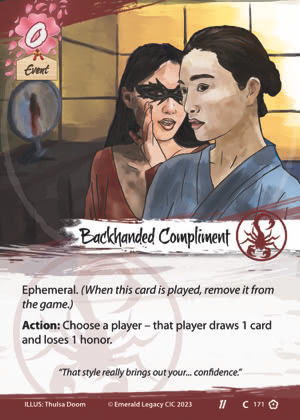 0
Event
Backhanded Compliment
Ephemeral. (When this card is played, remove it from
the game.)
Action: Choose a player – that player draws 1 card
and loses 1 honor.
"That style really brings out your... confidence."
ILLUS: Thulsa Doom © Emerald Legacy CIC 2023 C 171